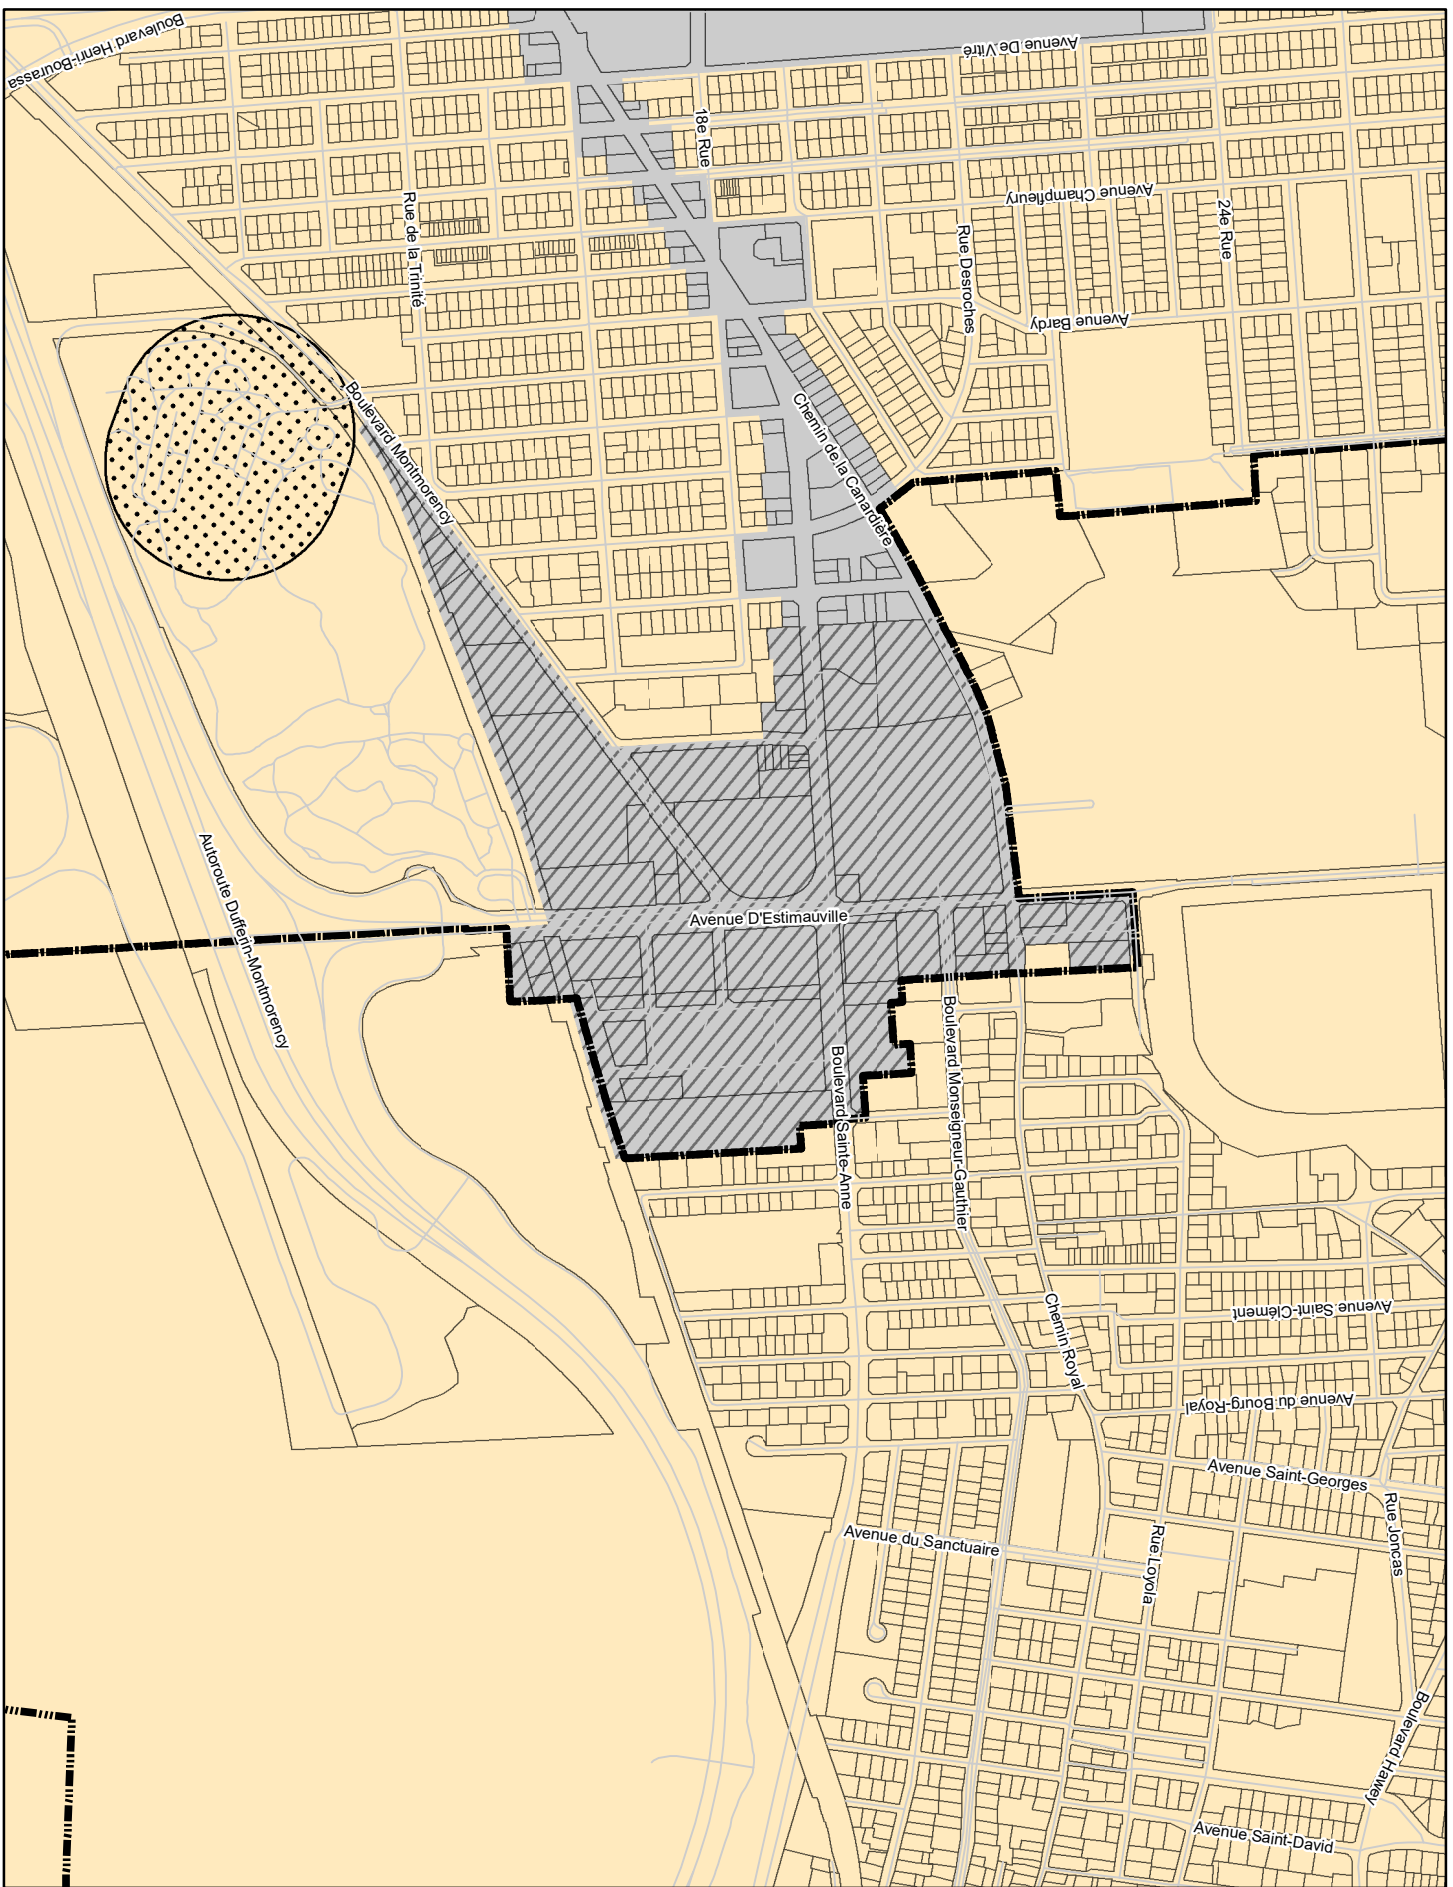 Boulevard Henri-Bourassa
Avenue De Vitré
18e Rue
Avenue Champfleury
Rue de la Trinité
24e Rue
Rue Desroches
Avenue Bardy
Boulevard Montmorency
Chemin de la Canardière
Autoroute Dufferin-Montmorency
Avenue D'Estimauville
Boulevard Sainte-Anne
Boulevard Monseigneur-Gauthier
Chemin Royal
Avenue Saint-Clément
Avenue du Bourg-Royal
Avenue Saint-Georges
Rue Joncas
Avenue du Sanctuaire
Rue Loyola
Boulevard Hawey
Avenue Saint-David